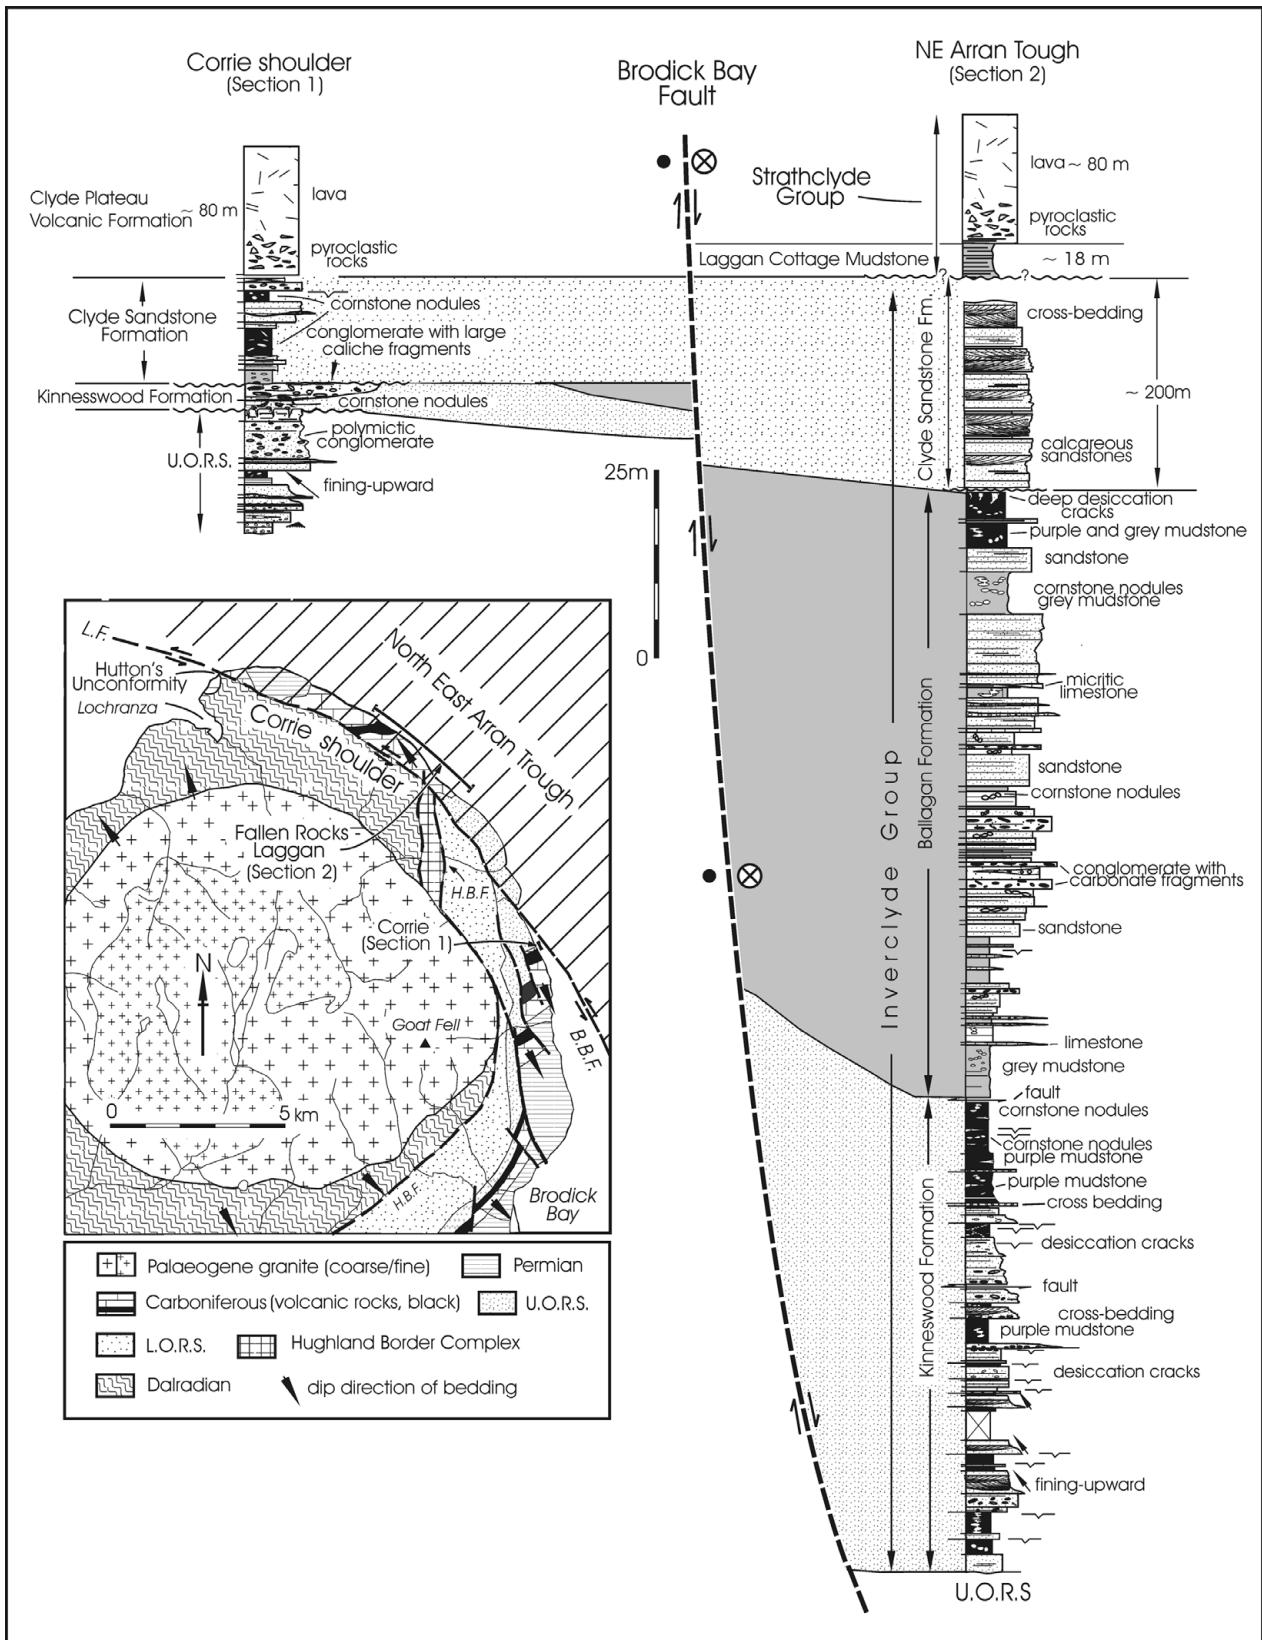 Corrie shoulder
(Section 1)
Brodick Bay
Fault
NE Arran Tough
(Section 2)
Clyde Plateau
Volcanic Formation
~ 80 m
lava
pyroclastic
rocks
Clyde Sandstone
Formation
cornstone nodules
conglomerate with large
caliche fragments
Kinnesswood Formation
cornstone nodules
polymictic
conglomerate
U.O.R.S.
fining-upward
Strathclyde
Group
Laggan Cottage Mudstone
lava ~ 80 m
pyroclastic
rocks
~ 18 m
?
?
Clyde Sandstone Fm.
cross-bedding
~ 200m
calcareous
sandstones
25m
0
deep desiccation
cracks
purple and grey mudstone
sandstone
cornstone nodules
grey mudstone
micritic
limestone
sandstone
cornstone nodules
conglomerate with
carbonate fragments
sandstone
limestone
grey mudstone
fault
cornstone nodules
cornstone nodules
purple mudstone
purple mudstone
cross bedding
desiccation cracks
fault
cross-bedding
purple mudstone
desiccation cracks
fining-upward
U.O.R.S
Inverclyde Group
Ballagan Formation
Kinneswood Formation
L.F.
Hutton's
Unconformity
Lochranza
Corrie shoulder
North East Arran Trough
Fallen Rocks -
Laggan
(Section 2)
H.B.F.
Corrie
(Section 1)
N
Goat Fell
B.B.F.
0
5 km
H.B.F.
Brodick
Bay
Palaeogene granite (coarse/fine)
Permian
Carboniferous (volcanic rocks, black)
U.O.R.S.
L.O.R.S.
Hughland Border Complex
Dalradian
dip direction of bedding